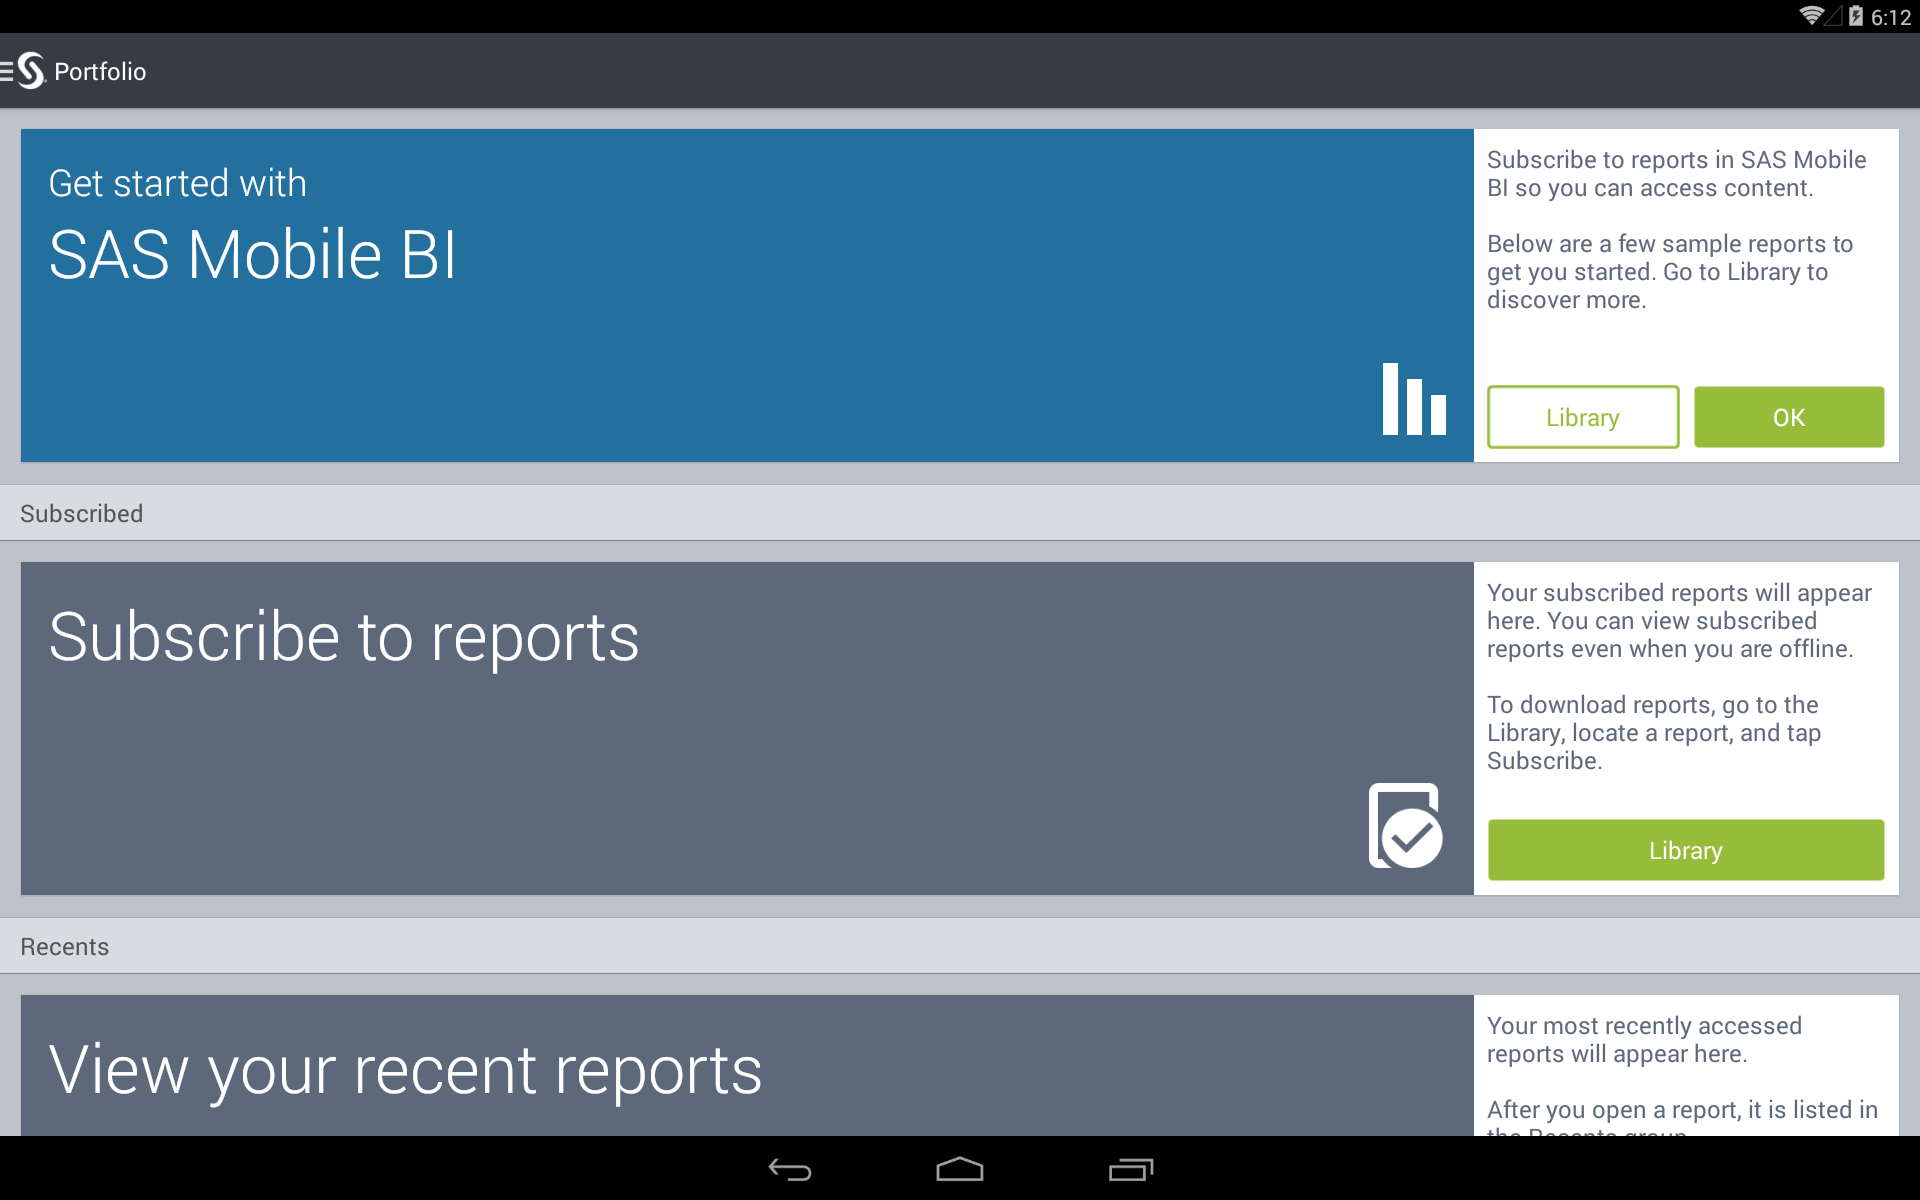 6:12
Portfolio
Get started with
SAS Mobile BI
Subscribe to reports in SAS Mobile
BI so you can access content.
Below are a few sample reports to
get you started. Go to Library to
discover more.
Library
OK
Subscribed
Subscribe to reports
Your subscribed reports will appear
here. You can view subscribed
reports even when you are offline.
To download reports, go to the
Library, locate a report, and tap
Subscribe.
Library
Recents
View your recent reports
Your most recently accessed
reports will appear here.
After you open a report, it is listed in
the Recents group.